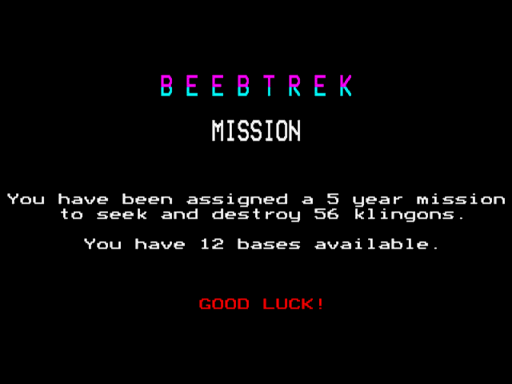 BEEBTREK
MISSION
You have been assigned a 5 year mission
to seek and destroy 56 klingons.
You have 12 bases available.
GOOD LUCK!